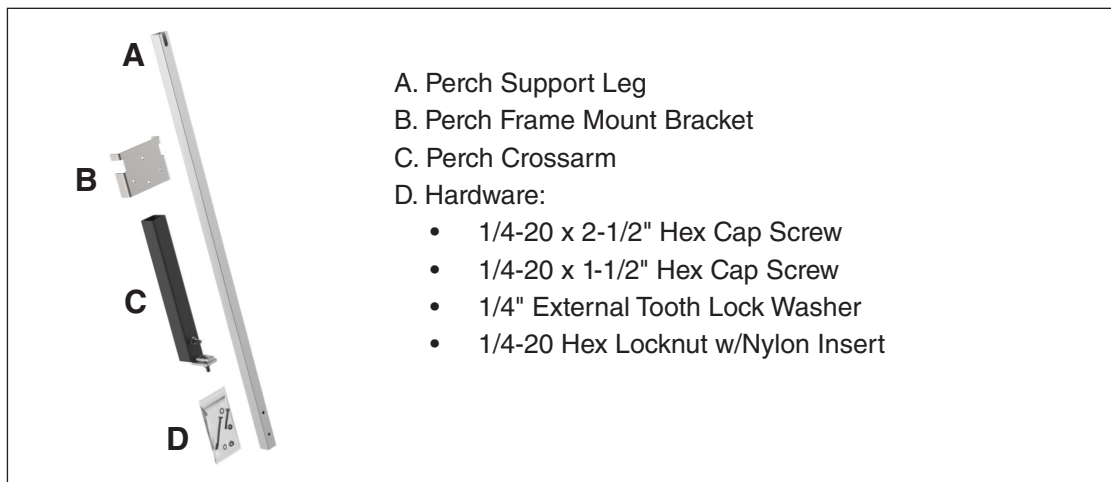 A
B
C
D
A. Perch Support Leg
B. Perch Frame Mount Bracket
C. Perch Crossarm
D. Hardware:
• 1/4-20 x 2-1/2" Hex Cap Screw
• 1/4-20 x 1-1/2" Hex Cap Screw
• 1/4" External Tooth Lock Washer
• 1/4-20 Hex Locknut w/Nylon Insert